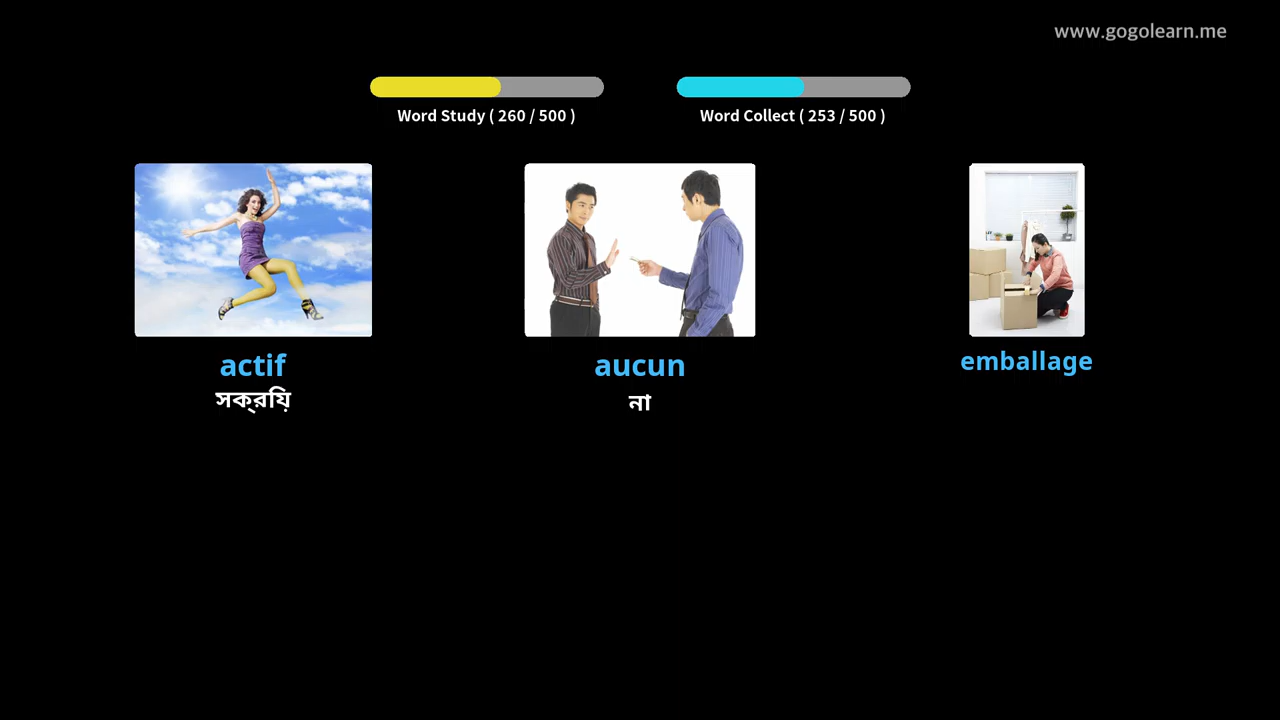 www.gogolearn.me
Word Study ( 260 / 500 )
Word Collect ( 253 / 500 )
actif
aucun
emballage
সক্রিয়
না